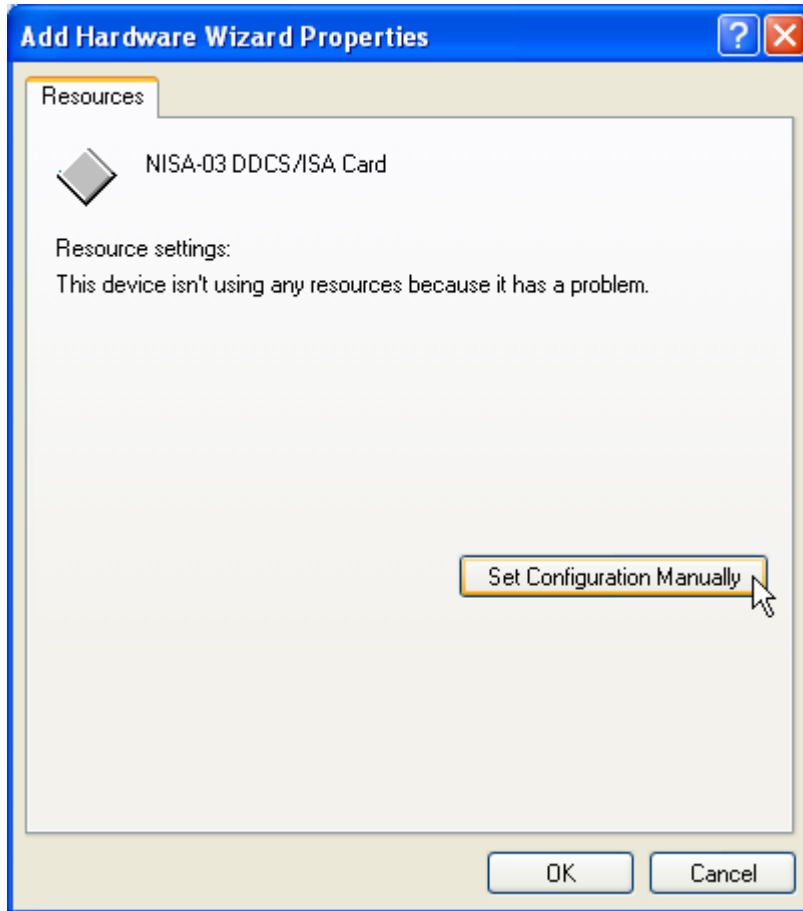 Add Hardware Wizard Properties
Resources
NISA-03 DDCS/ISA Card
Resource settings:
This device isn't using any resources because it has a problem.
Set Configuration Manually
OK
Cancel